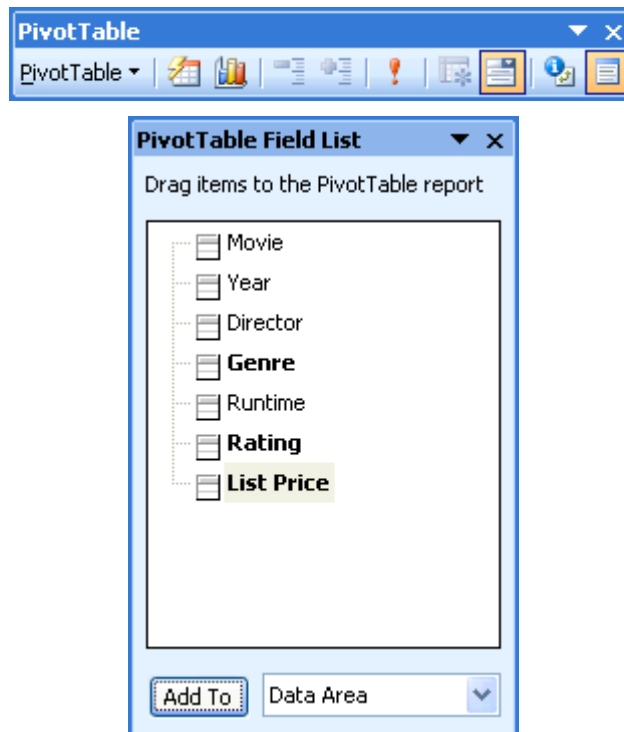 PivotTable
PivotTable
PivotTable Field List
Drag items to the PivotTable report
Movie
Year
Director
Genre
Runtime
Rating
List Price
Add To Data Area